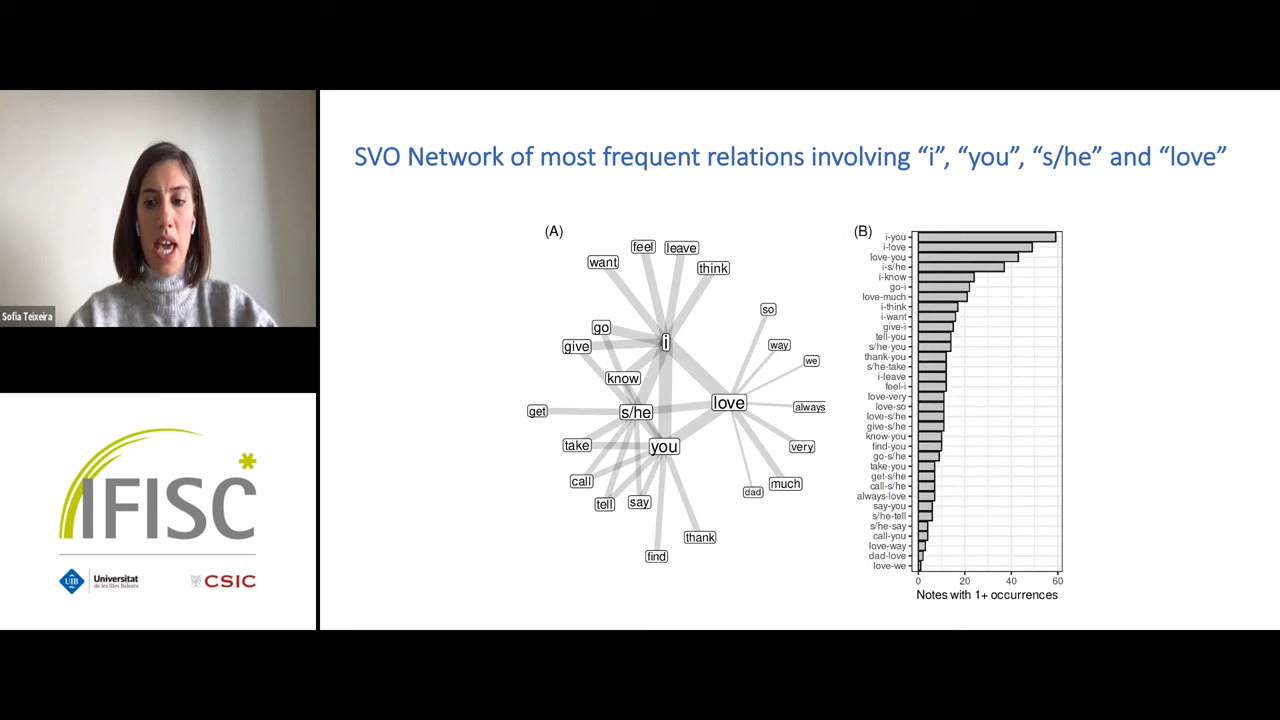 SVO Network of most frequent relations involving “i”, “you”, “s/he” and “love”
(A)
feel
leave
want
think
so
go
give
i
way
we
know
love
get
s/he
always
take
you
very
call
much
dad
tell
say
thank
find
(B)
i-you
i-love
love-you
i-s/he
i-know
go-i
love-much
i-think
i-want
give-i
tell-you
s/he-you
thank-you
s/he-take
i-leave
feel-i
love-very
love-so
love-s/he
give-s/he
know-you
find-you
go-s/he
take-you
get-s/he
call-s/he
always-love
say-you
s/he-tell
s/he-say
call-you
love-way
dad-love
love-we
0 20 40 60
Notes with 1+ occurrences
Sofia Teixeira
IFISC
UIB
Universitat
de les Illes Balears
CSIC